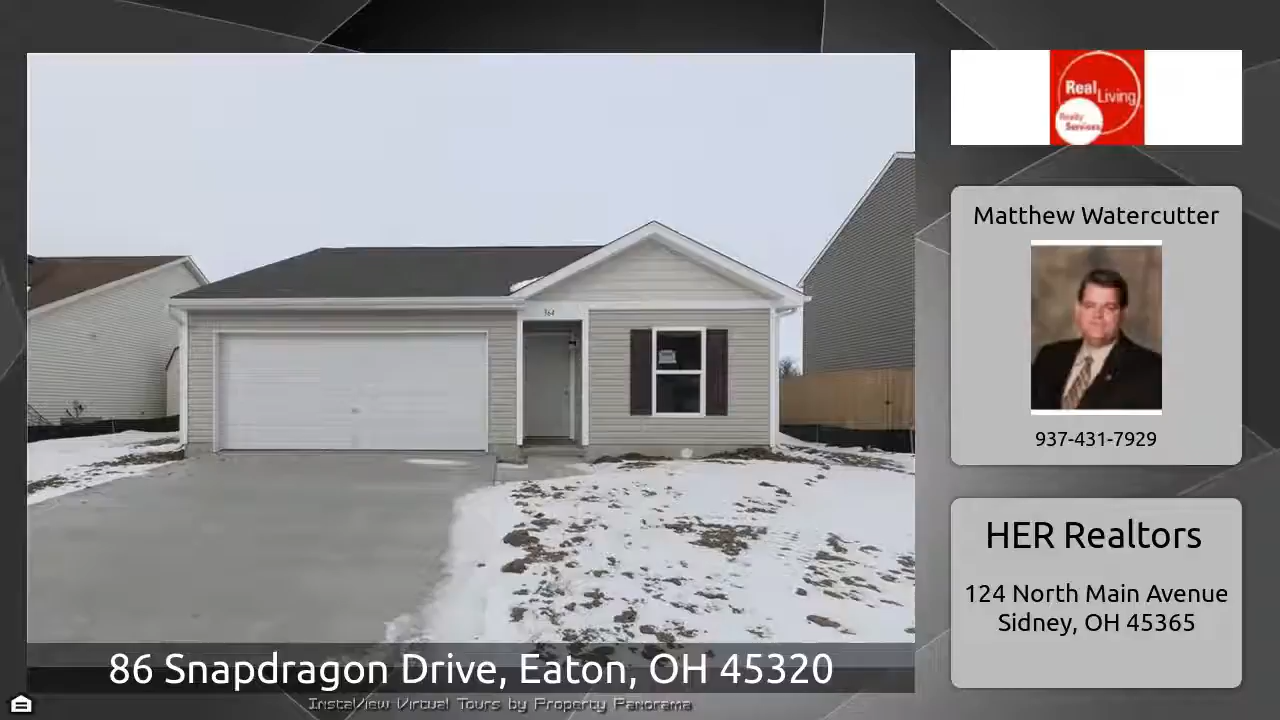 Real
Living
Realty
Services
Matthew Watercutter
364
937-431-7929
HER Realtors
124 North Main Avenue
Sidney, OH 45365
86 Snapdragon Drive, Eaton, OH 45320
InstaView Virtual Tours by Property Panorama